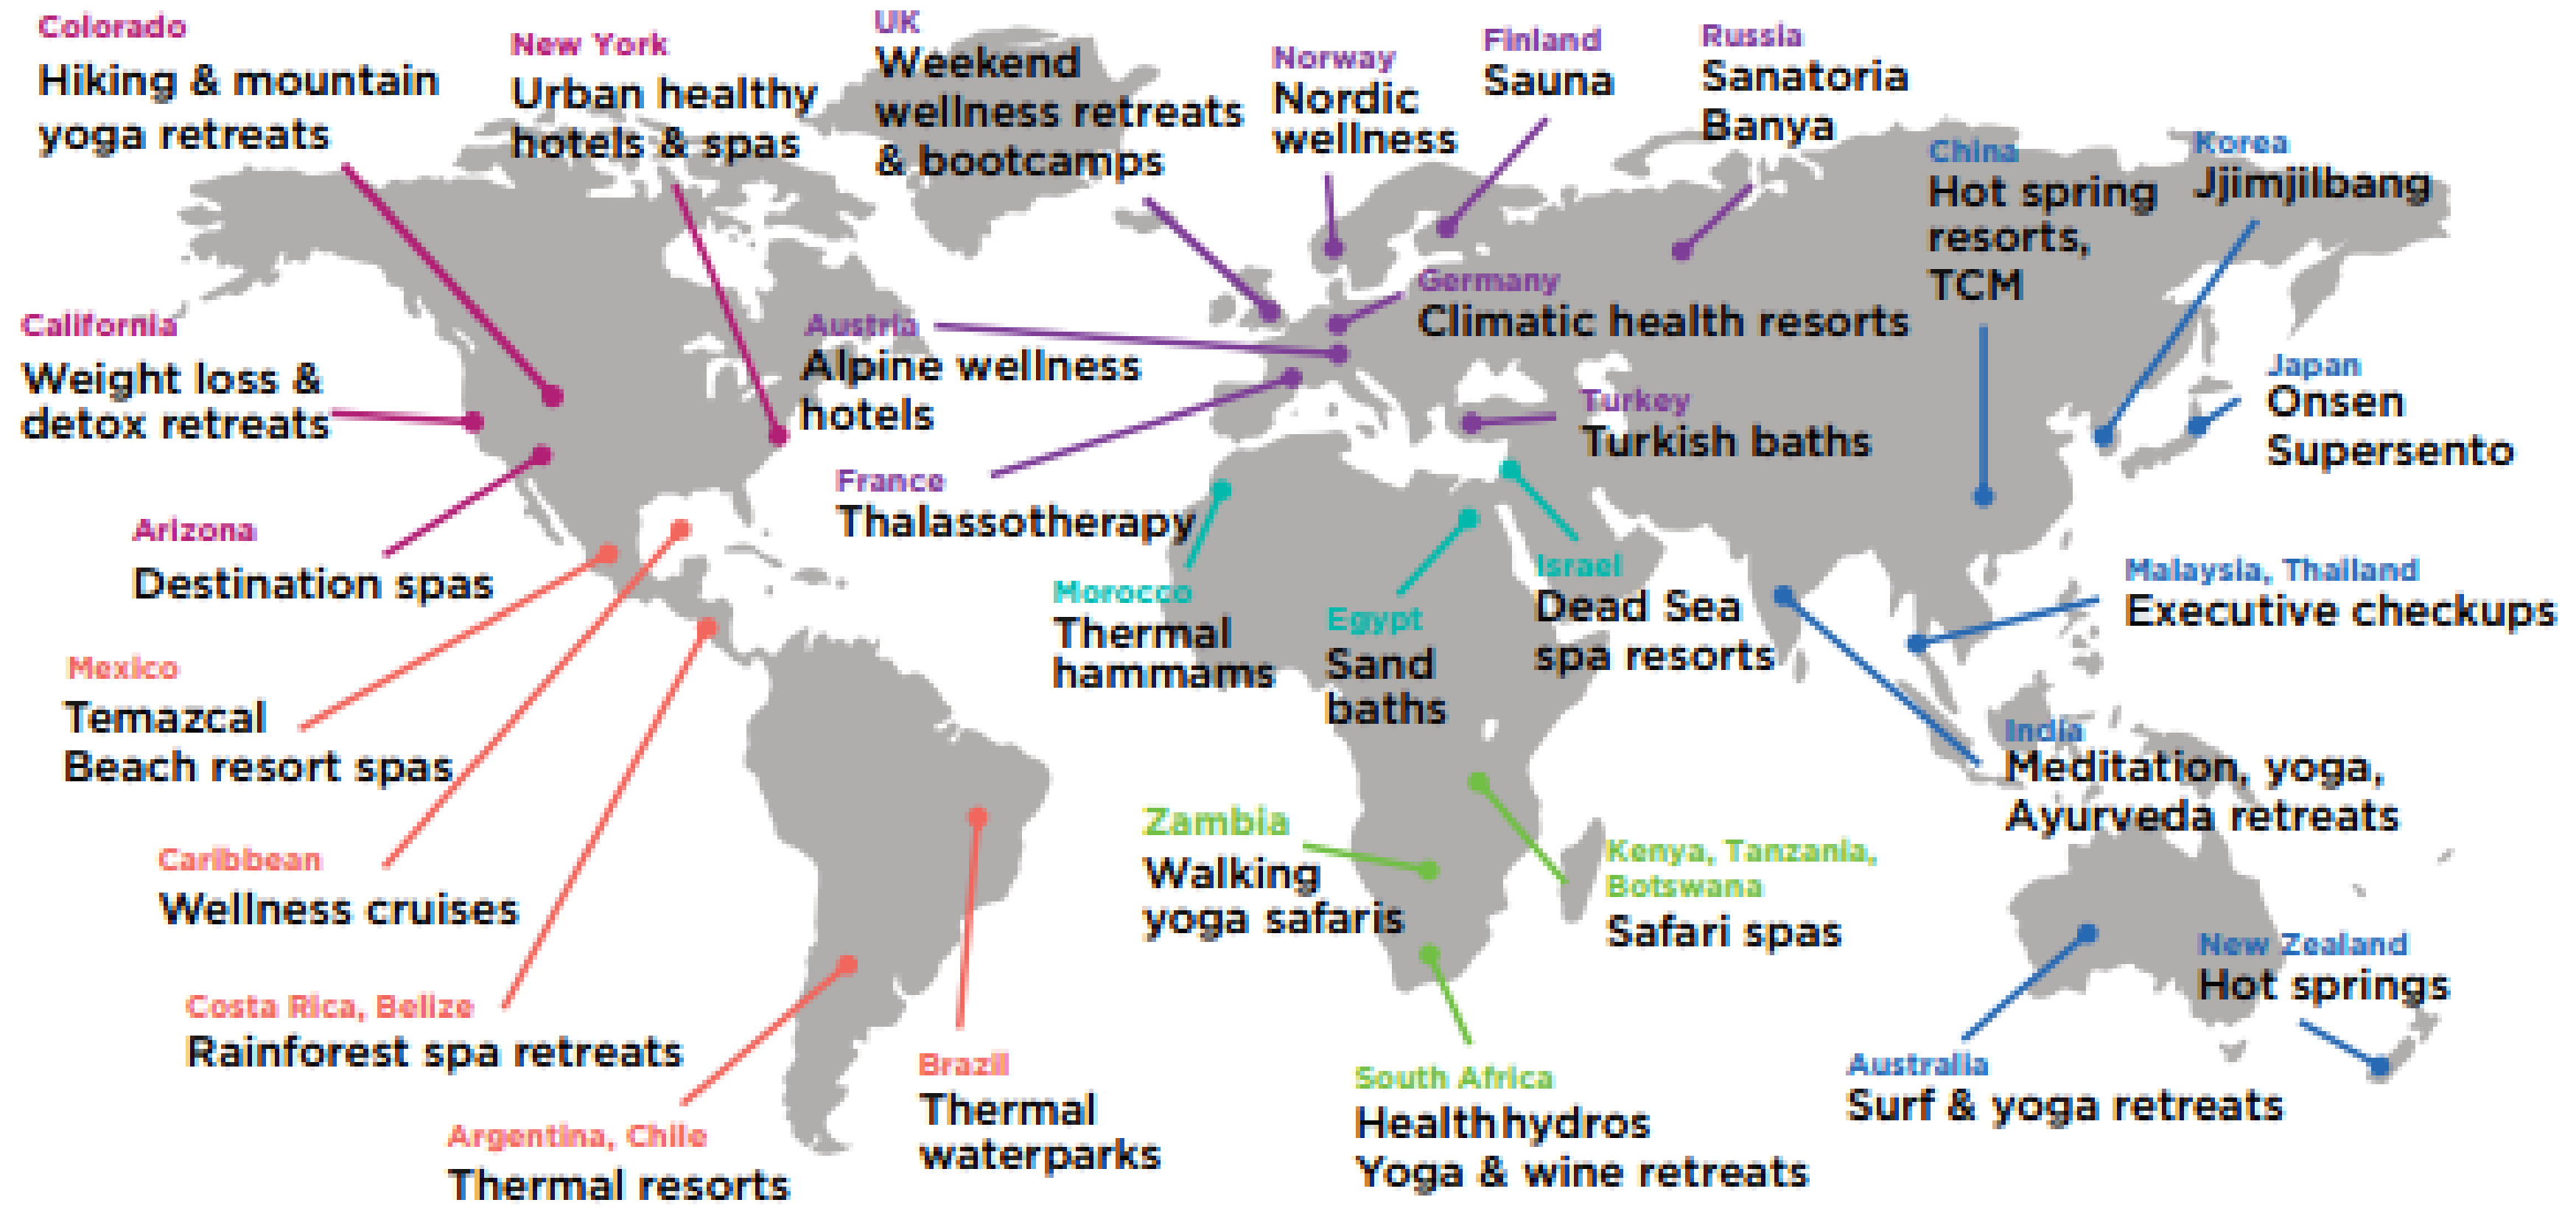 Colorado
Hiking & mountain
yoga retreats
New York
Urban healthy
hotels & spas
UK
Weekend
wellness retreats
& bootcamps
Norway
Nordic
wellness
Finland
Sauna
Russia
Sanatoria
Banya
China
Hot spring
resorts,
TCM
Korea
Jjimjilbang
California
Weight loss &
detox retreats
Austria
Alpine wellness
hotels
Germany
Climatic health resorts
Japan
Onsen
Supersento
Turkey
Turkish baths
France
Thalassotherapy
Arizona
Destination spas
Morocco
Thermal
hammams
Egypt
Sand
baths
Israel
Dead Sea
spa resorts
Malaysia, Thailand
Executive checkups
Mexico
Temazcal
Beach resort spas
India
Meditation, yoga,
Ayurveda retreats
Caribbean
Wellness cruises
Zambia
Walking
yoga safaris
Kenya, Tanzania,
Botswana
Safari spas
Costa Rica, Belize
Rainforest spa retreats
New Zealand
Hot springs
Argentina, Chile
Thermal resorts
Brazil
Thermal
waterparks
South Africa
Healthhydros
Yoga & wine retreats
Australia
Surf & yoga retreats